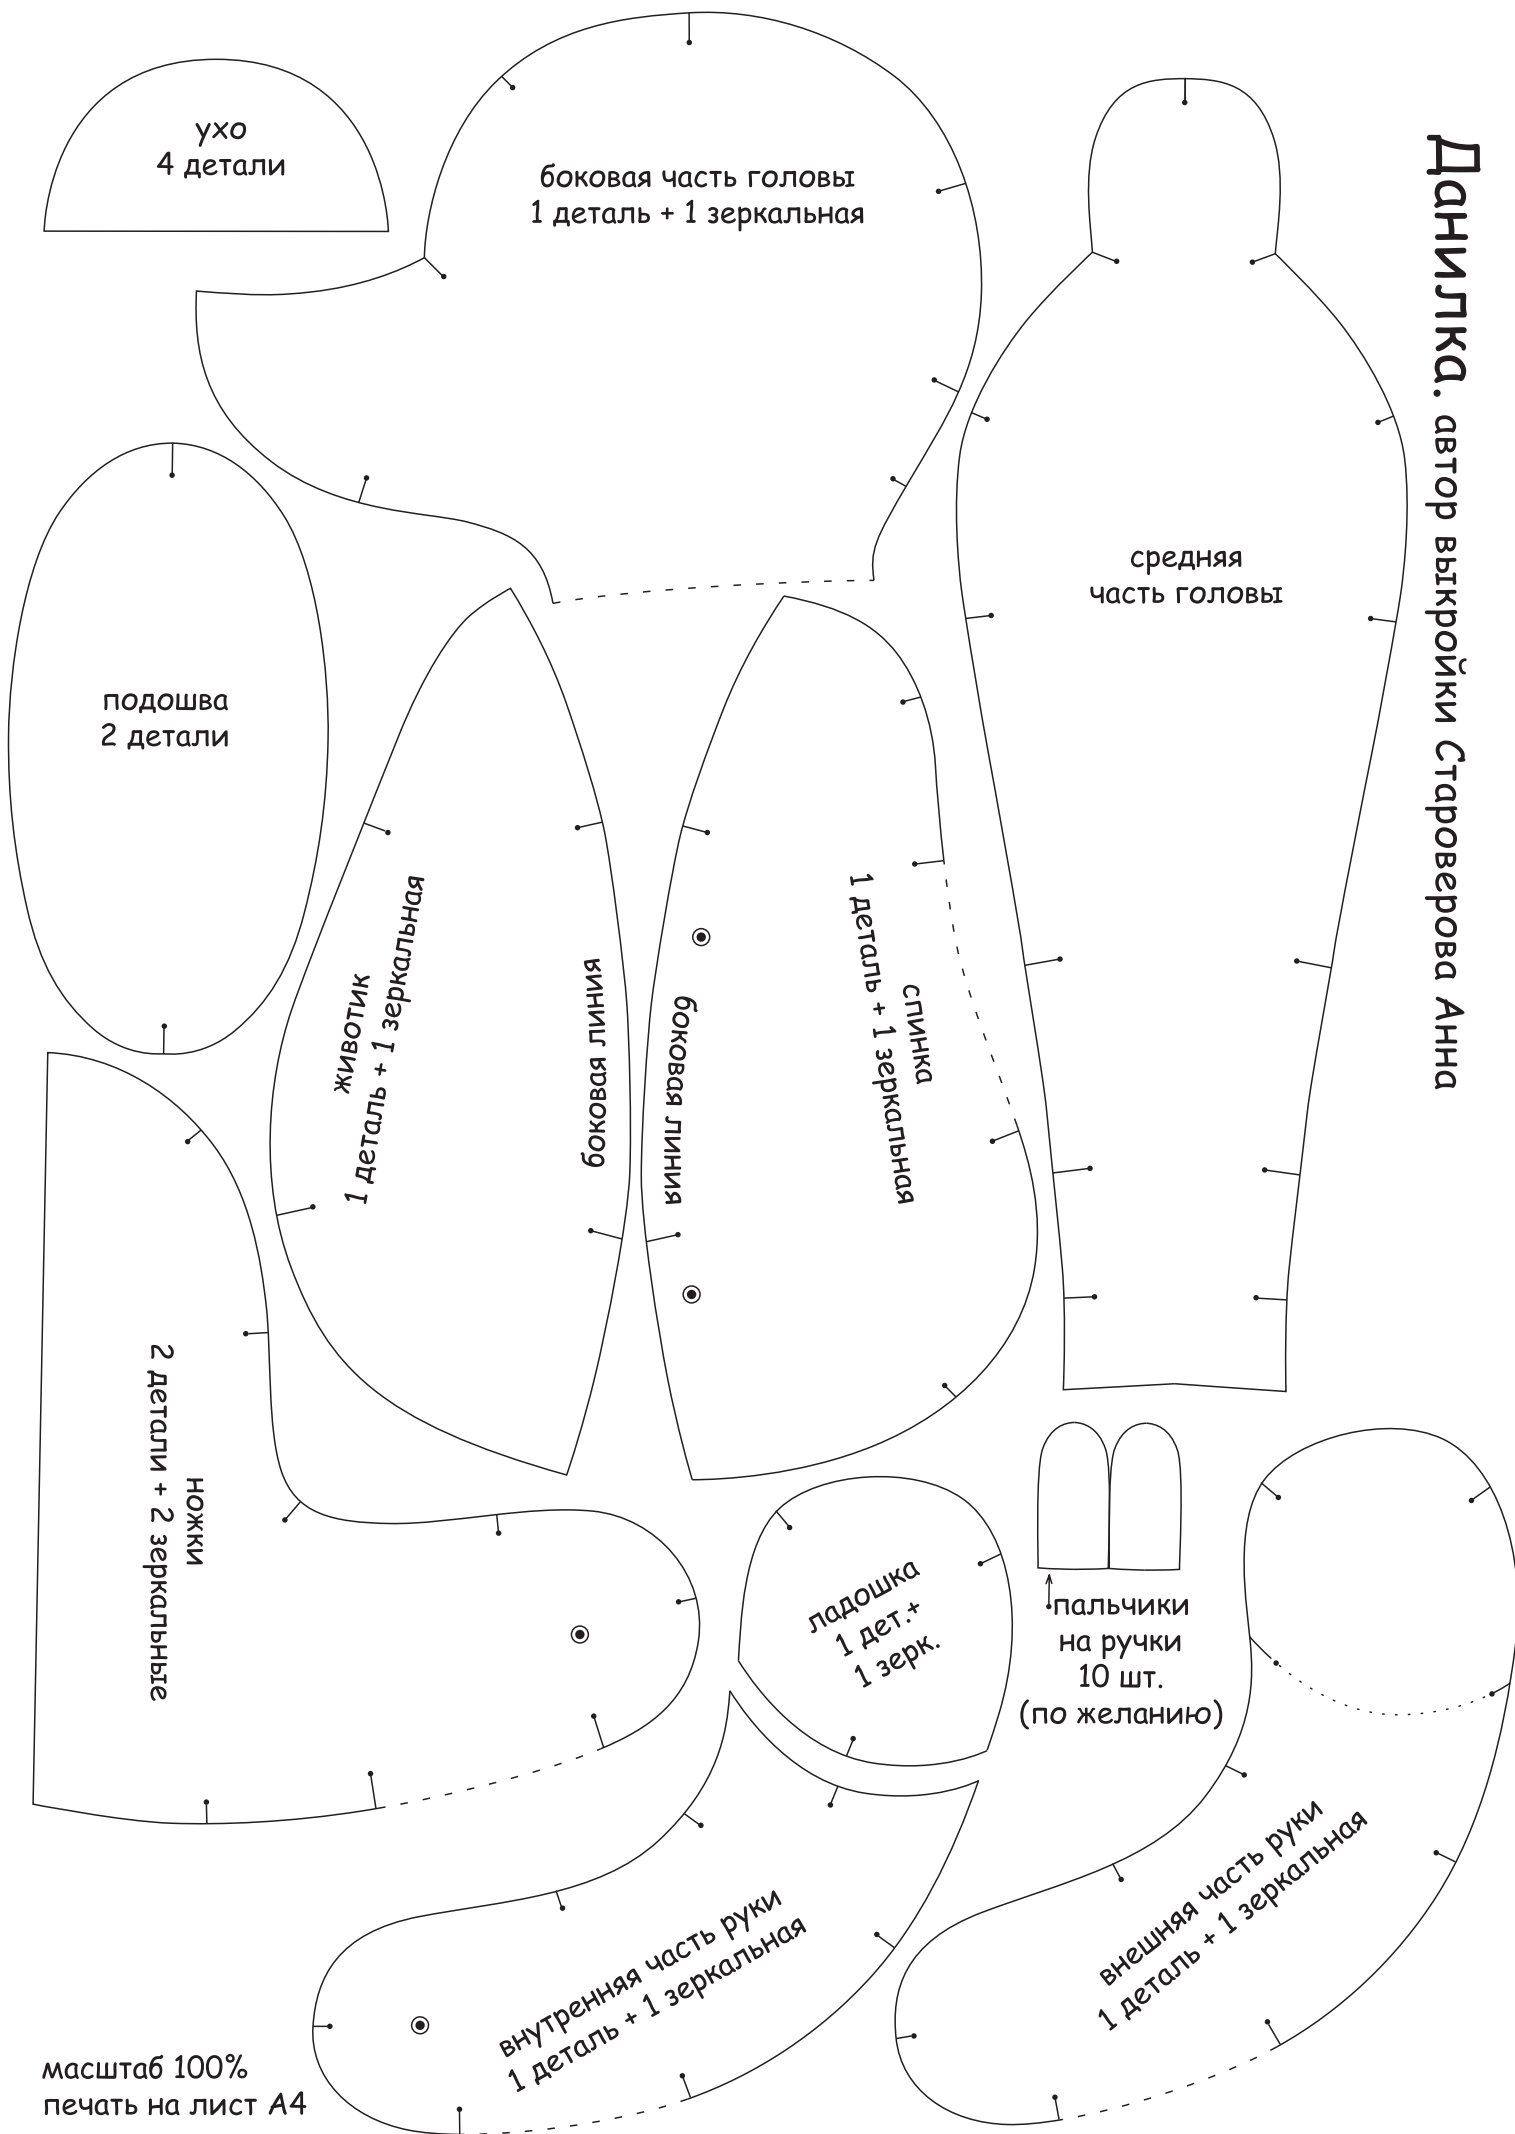 ухо
4 детали
боковая часть головы
1 деталь + 1 зеркальная
Данилка. автор выкройки Староверова Анна
средняя
часть головы
подошва
2 детали
животик
1 деталь + 1 зеркальная
боковая линия
боковая линия
спинка
1 деталь + 1 зеркальная
ножки
2 детали + 2 зеркальные
ладошка
1 дет.+
1 зерк.
пальчики
на ручки
10 шт.
(по желанию)
внутренняя часть руки
1 деталь + 1 зеркальная
внешняя часть руки
1 деталь + 1 зеркальная
масштаб 100%
печать на лист А4